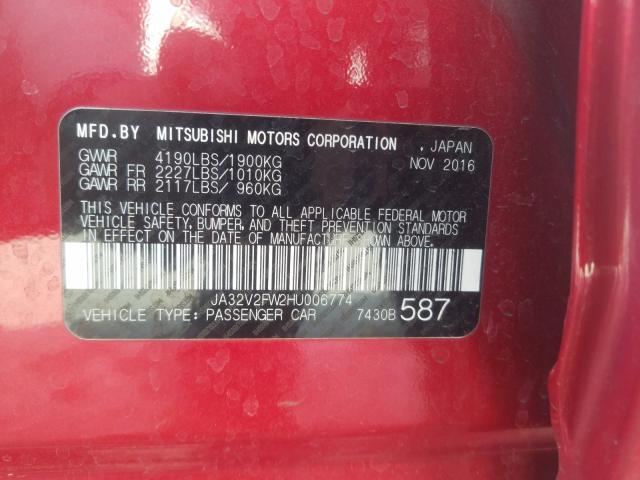 MFD.BY MITSUBISHI MOTORS CORPORATION , JAPAN
GVWR 4190LBS/1900KG NOV 2016
GAWR FR 2227LBS/1010KG
GAWR RR 2117LBS/ 960KG
THIS VEHICLE CONFORMS TO ALL APPLICABLE FEDERAL MOTOR
VEHICLE SAFETY, BUMPER, AND THEFT PREVENTION STANDARDS
IN EFFECT ON THE DATE OF MANUFACTURE SHOWN ABOVE.
JA32V2FW2HU006774
VEHICLE TYPE: PASSENGER CAR 7430B 587